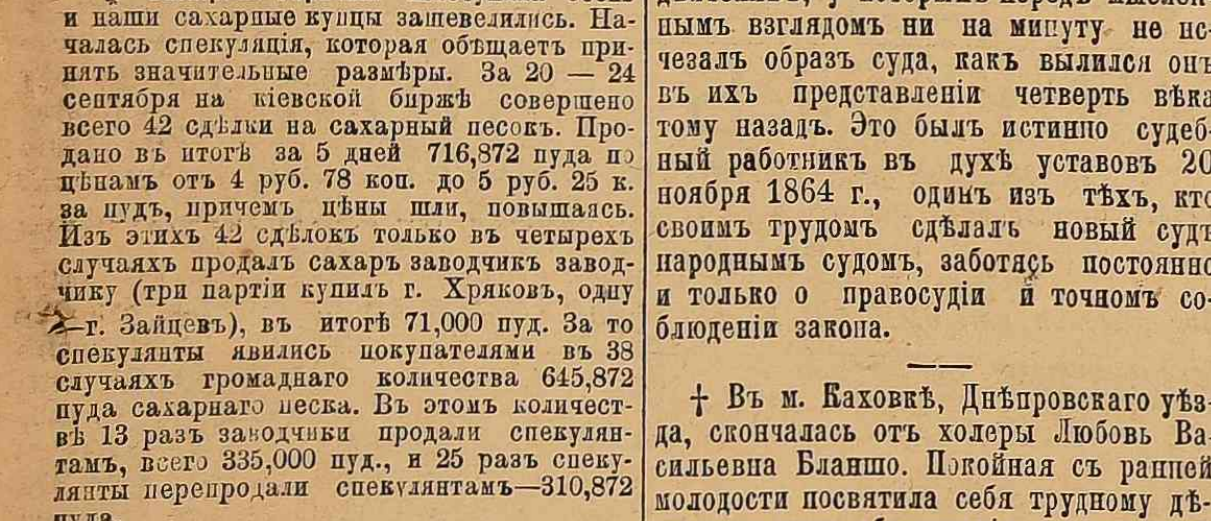 и наши сахарные купцы зашевелились. На-
чалась спекуляція, которая обѣщаетъ при-
нять значительные размѣры. За 20 — 24
сентября на кіевской биржѣ совершено
всего 42 сдѣлки на сахарный песокъ. Про-
дано въ итогѣ за 5 дней 716,872 пуда по
цѣнамъ отъ 4 руб. 78 коп. до 5 руб. 25 к.
за пудъ, причемъ цѣны шли, повышаясь.
Изъ этихъ 42 сдѣлокъ только въ четырехъ
случаяхъ продалъ сахаръ заводчикъ завод-
чику (три партіи купилъ г. Хряковъ, одну
—г. Зайцевъ), въ итогѣ 71,000 пуд. За то
спекулянты явились покупателями въ 38
случаяхъ громаднаго количества 645,872
пуда сахарнаго песка. Въ этомъ количест-
вѣ 13 разъ заводчики продали спекулян-
тамъ, всего 335,000 пуд., и 25 разъ спеку-
лянты перепродали спекулянтамъ—310,872
пуда
нымъ взглядомъ ни на минуту не ис-
чезалъ образъ суда, какъ вылился онъ
въ ихъ представленіи четверть вѣка
тому назадъ. Это былъ истинно судеб-
ный работникъ въ духѣ уставовъ 20
ноября 1864 г., одинъ изъ тѣхъ, кто
своимъ трудомъ сдѣлалъ новый судъ
народнымъ судомъ, заботясь постоянно
и только о правосудіи и точномъ со-
блюденіи закона.
† Въ м. Каховкѣ, Днѣпровскаго уѣз-
да, скончалась отъ холеры Любовь Ва-
сильевна Бланшо. Покойная съ ранней
молодости посвятила себя трудному дѣ-